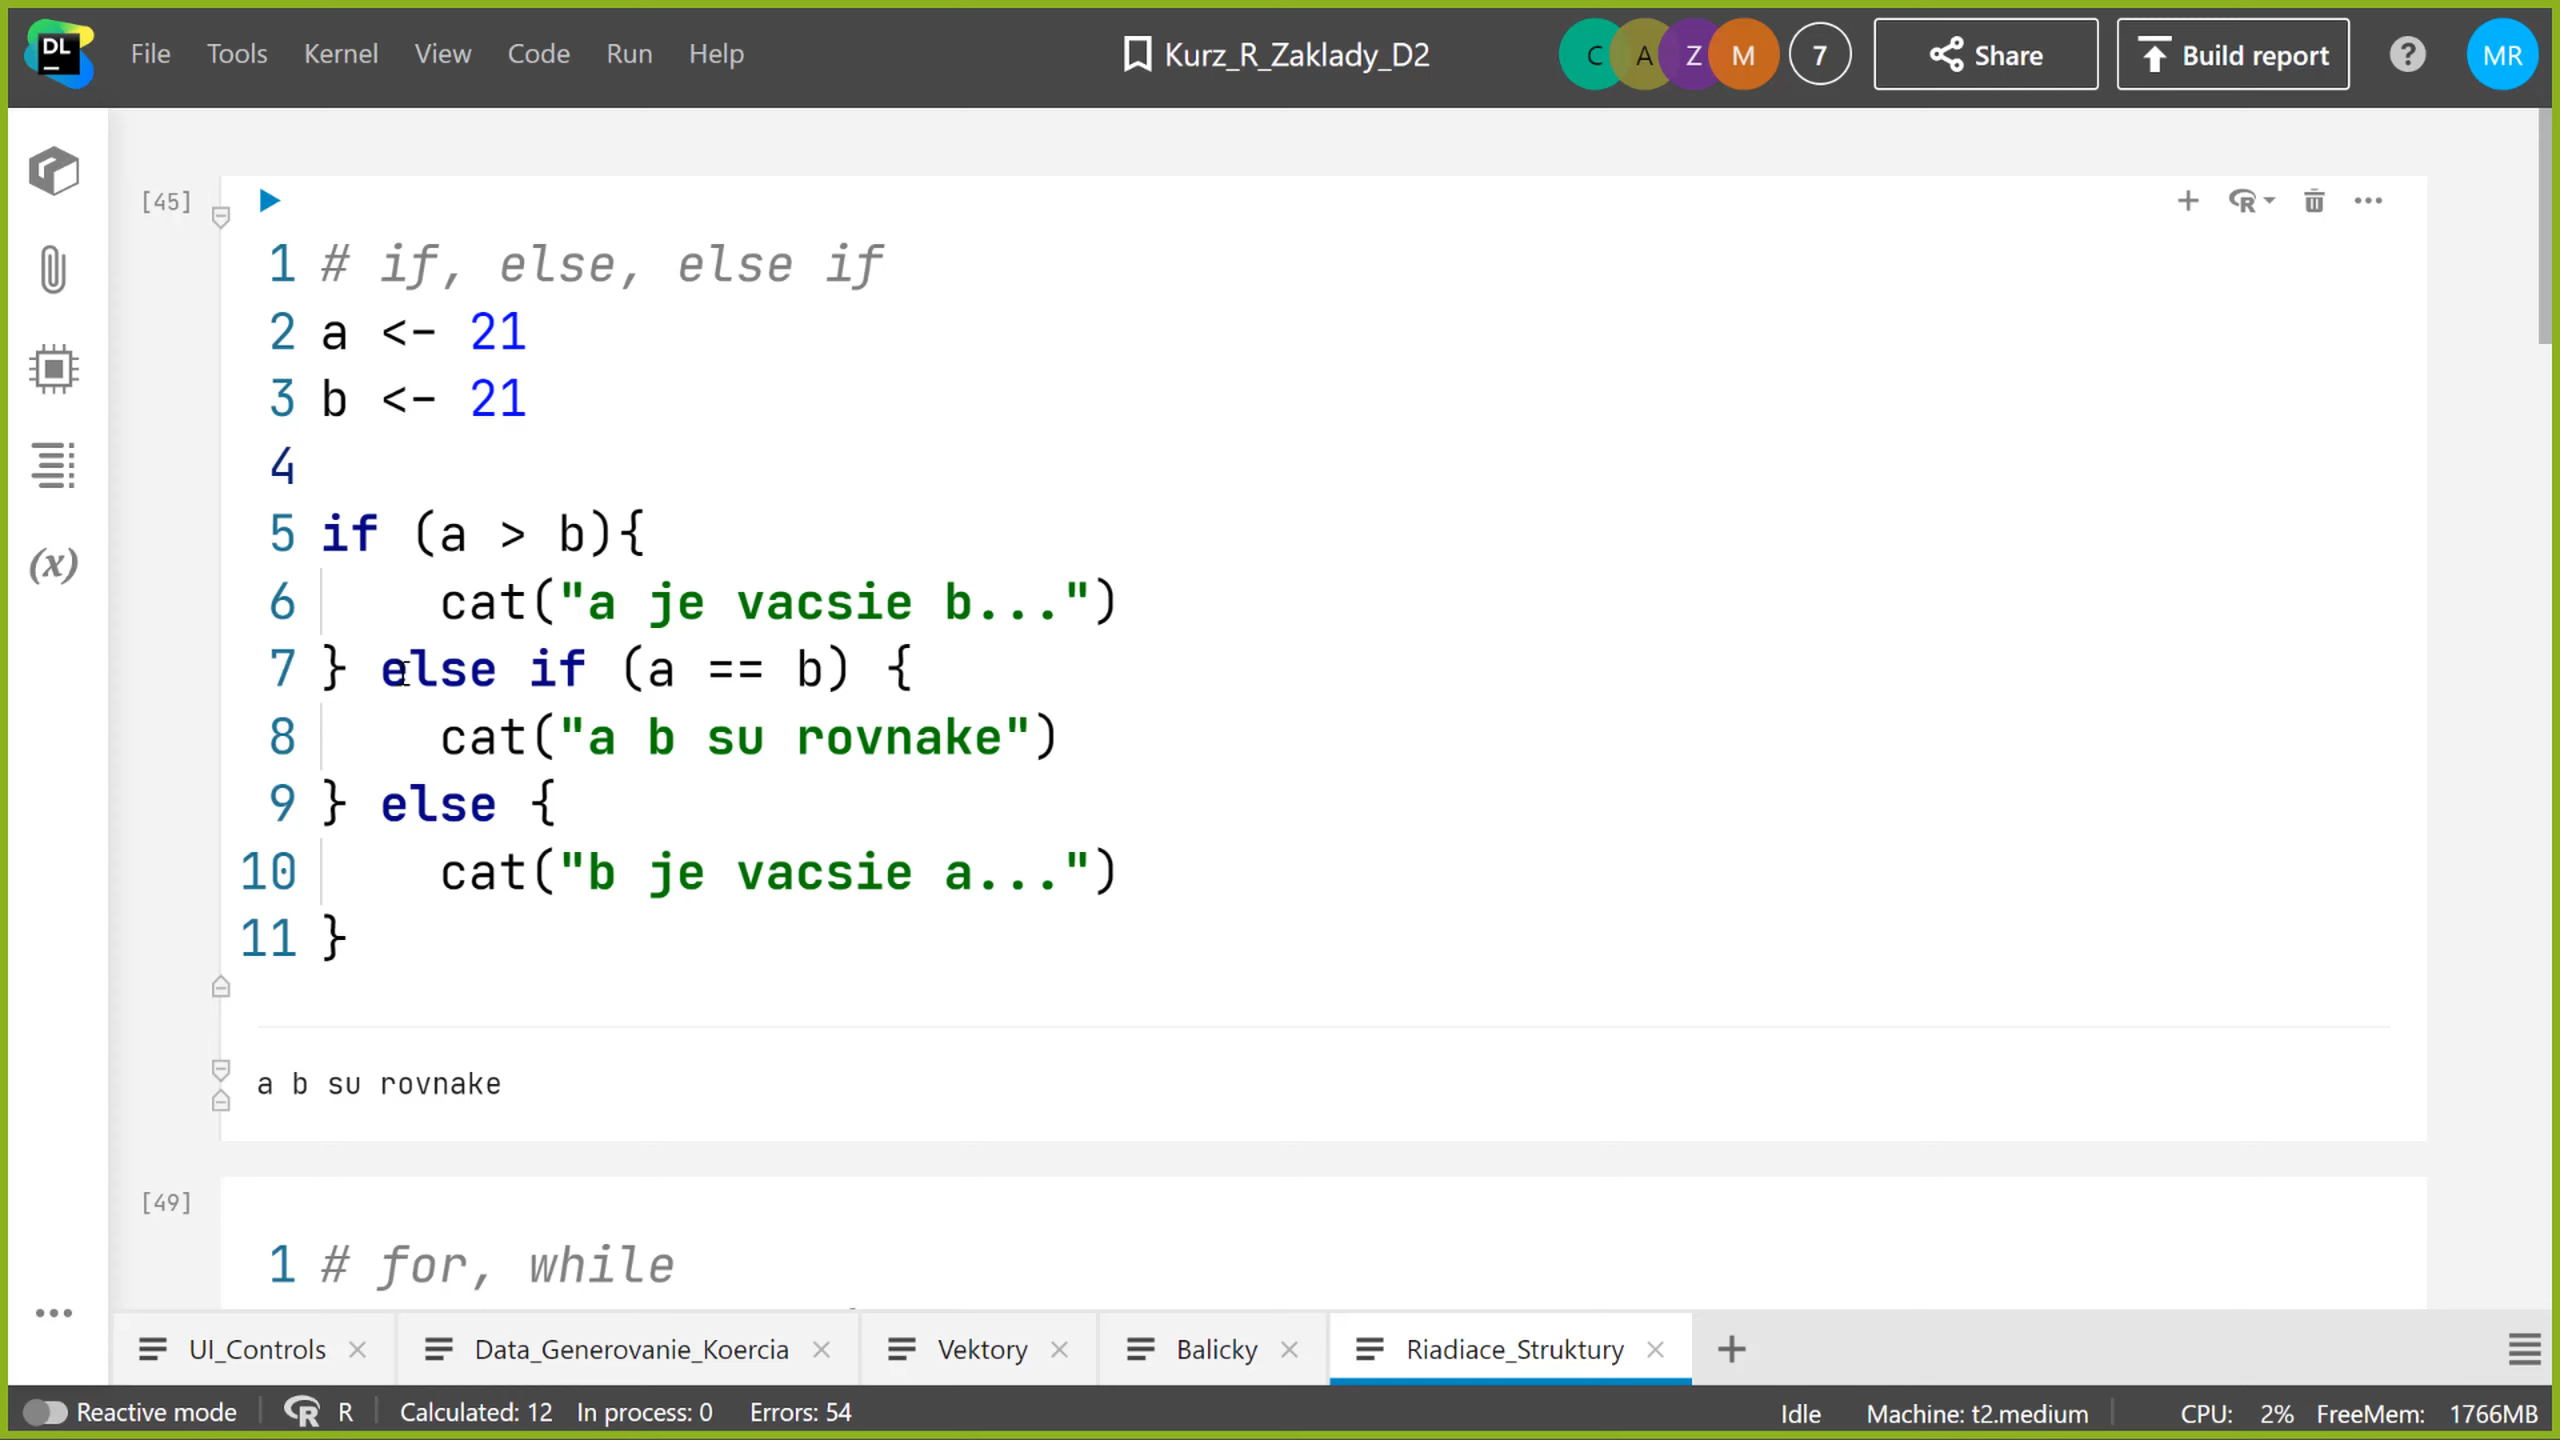 DL File Tools Kernel View Code Run Help Kurz_R_Zaklady_D2 C A Z M 7 Share Build report ? MR
[45]
1 # if, else, else if
2 a <- 21
3 b <- 21
4
5 if (a > b){
6 cat("a je vacsie b...")
7 } else if (a == b) {
8 cat("a b su rovnake")
9 } else {
10 cat("b je vacsie a...")
11 }
(x)
a b su rovnake
[49]
1 # for, while
UI_Controls Data_Generovanie_Koercia Vektory Balicky Riadiace_Struktury
Reactive mode R Calculated: 12 In process: 0 Errors: 54 Idle Machine: t2.medium CPU: 2% FreeMem: 1766MB